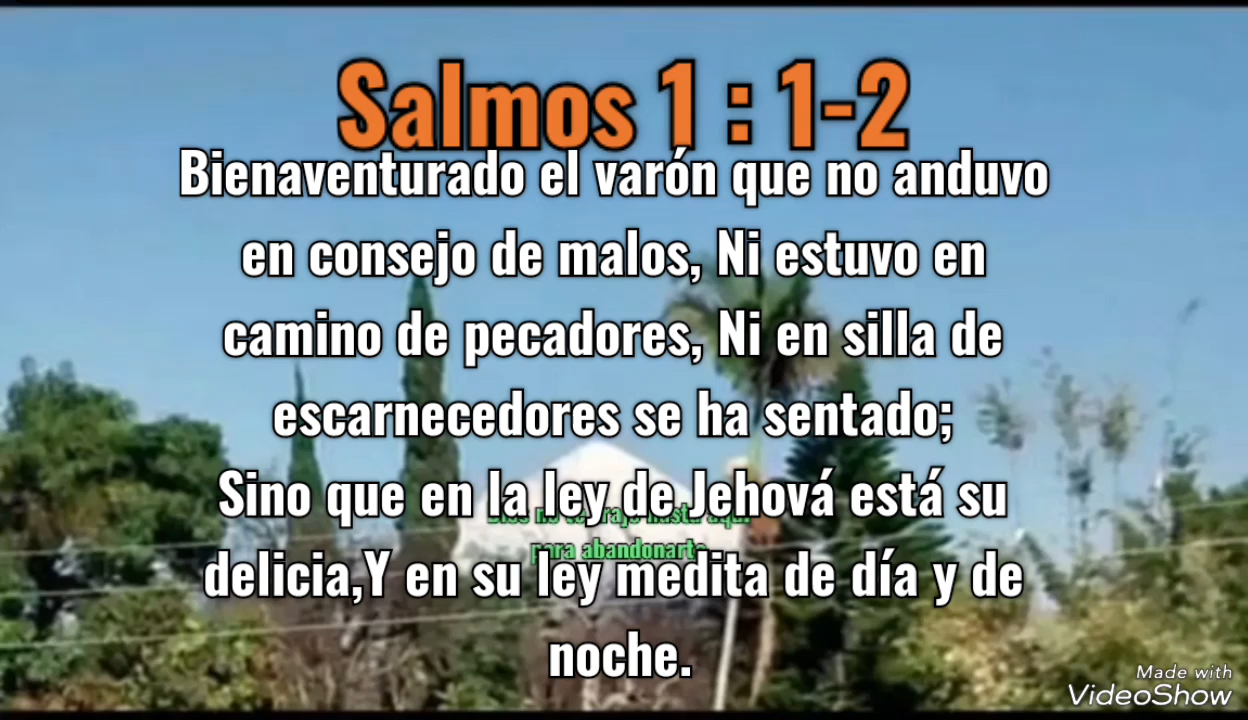 Salmos 1 : 1-2
Bienaventurado el varón que no anduvo
en consejo de malos, Ni estuvo en
camino de pecadores, Ni en silla de
escarnecedores se ha sentado;
Sino que en la ley de Jehová está su
delicia,Y en su ley medita de día y de
noche.
para abandonarte
Made with
VideoShow